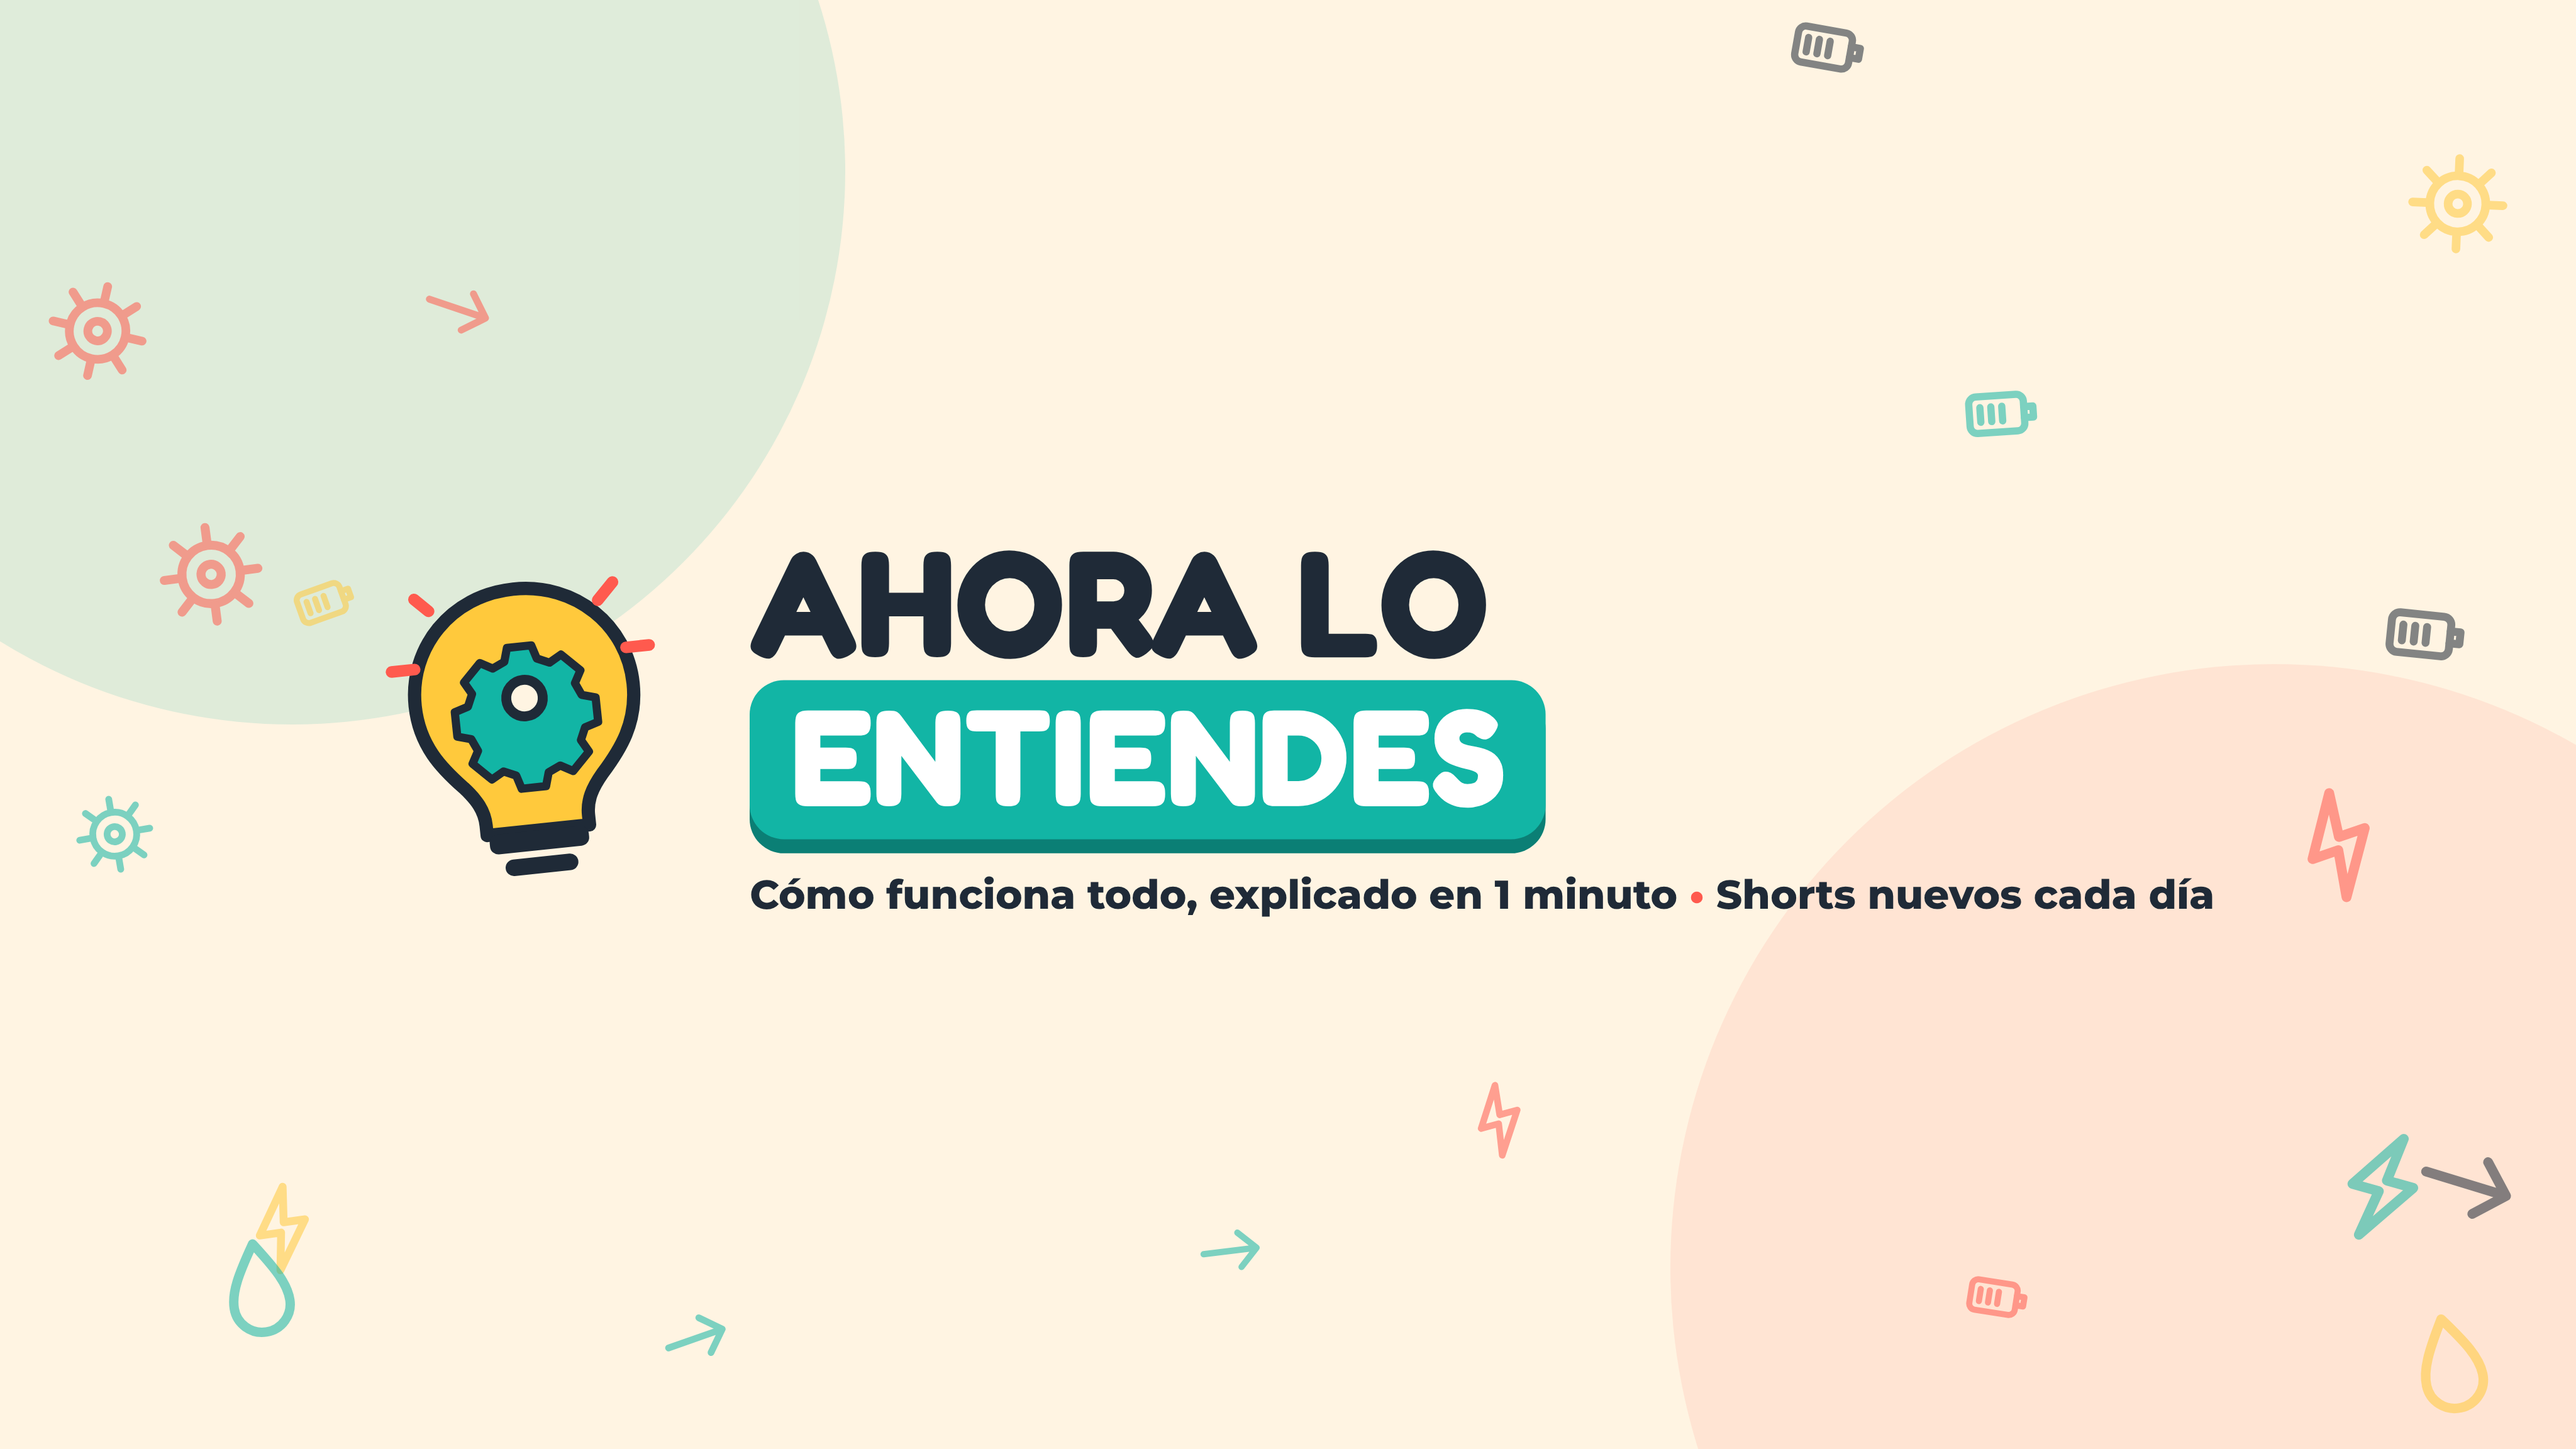 AHORA LO
ENTIENDES
Cómo funciona todo, explicado en 1 minuto • Shorts nuevos cada día